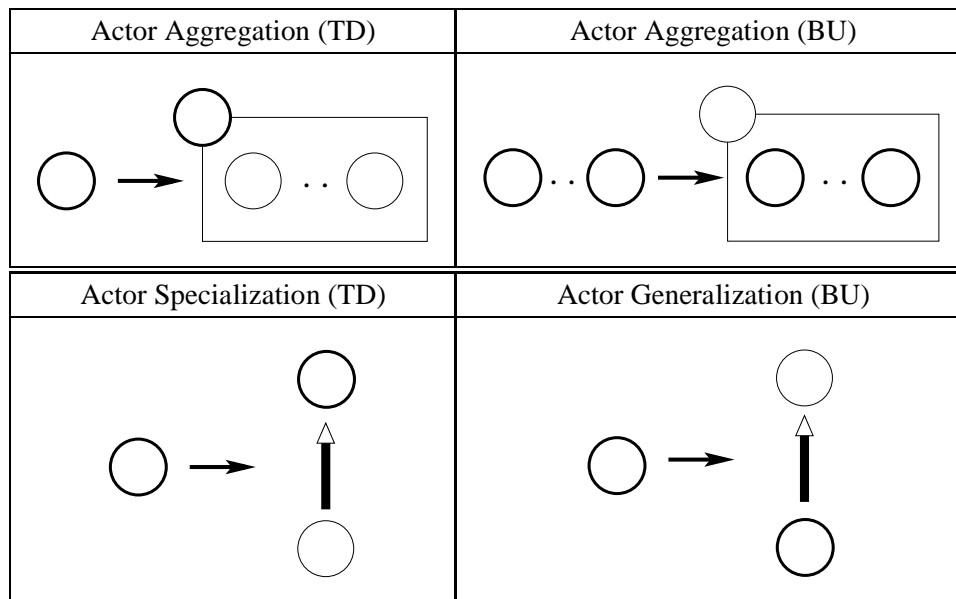 Actor Aggregation (TD)
Actor Aggregation (BU)
. .
. .
. .
Actor Specialization (TD)
Actor Generalization (BU)